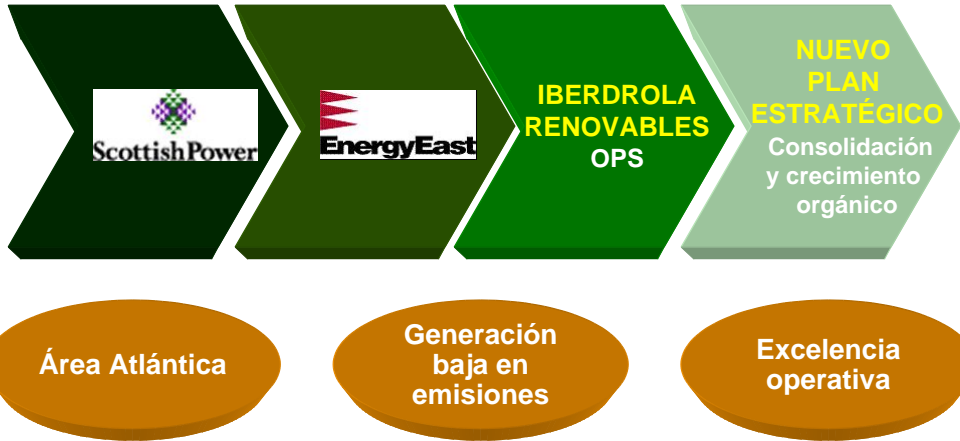 ScottishPower
EnergyEast
IBERDROLA
RENOVABLES
OPS
NUEVO
PLAN
ESTRATÉGICO
Consolidación
y crecimiento
orgánico
Área Atlántica
Generación
baja en
emisiones
Excelencia
operativa